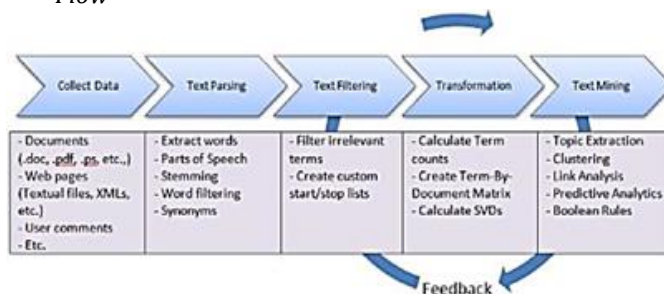 Flow
Collect Data
Text Parsing
Text Filtering
Transformation
Text Mining
- Documents
(.doc, .pdf, .ps, etc.,)
- Web pages
(Textual files, XMLs,
etc.)
- User comments
- Etc.
- Extract words
- Parts of Speech
- Stemming
- Word filtering
- Synonyms
- Filter irrelevant
terms
- Create custom
start/stop lists
- Calculate Term
counts
- Create Term-By-
Document Matrix
- Calculate SVDs
- Topic Extraction
- Clustering
- Link Analysis
- Predictive Analytics
- Boolean Rules
Feedback